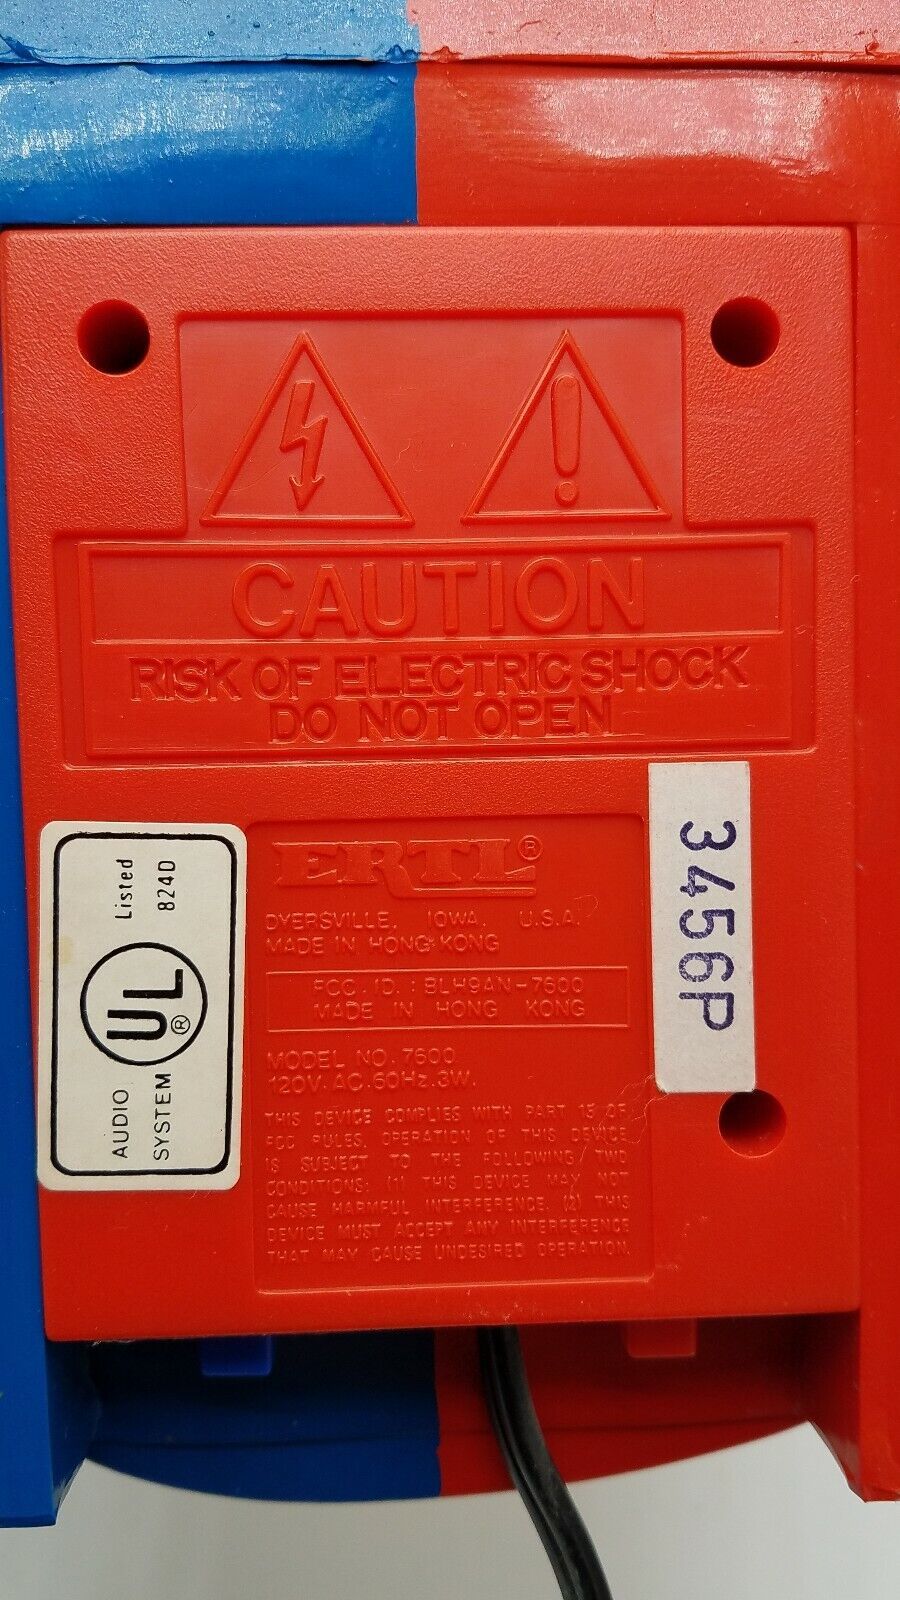 CAUTION
RISK OF ELECTRIC SHOCK
DO NOT OPEN
ERTL®
DYERSVILLE, IOWA, U.S.A.
MADE IN HONG KONG
FCC. ID. : BLH9AN-7600
MADE IN HONG KONG
MODEL NO. 7600
120V. AC. 60Hz. 3W.
THIS DEVICE COMPLIES WITH PART 15 OF
FCC RULES. OPERATION OF THIS DEVICE
IS SUBJECT TO THE FOLLOWING TWO
CONDITIONS: (1) THIS DEVICE MAY NOT
CAUSE HARMFUL INTERFERENCE. (2) THIS
DEVICE MUST ACCEPT ANY INTERFERENCE
THAT MAY CAUSE UNDESIRED OPERATION.
AUDIO
SYSTEM
UL®
Listed
824D
3456P